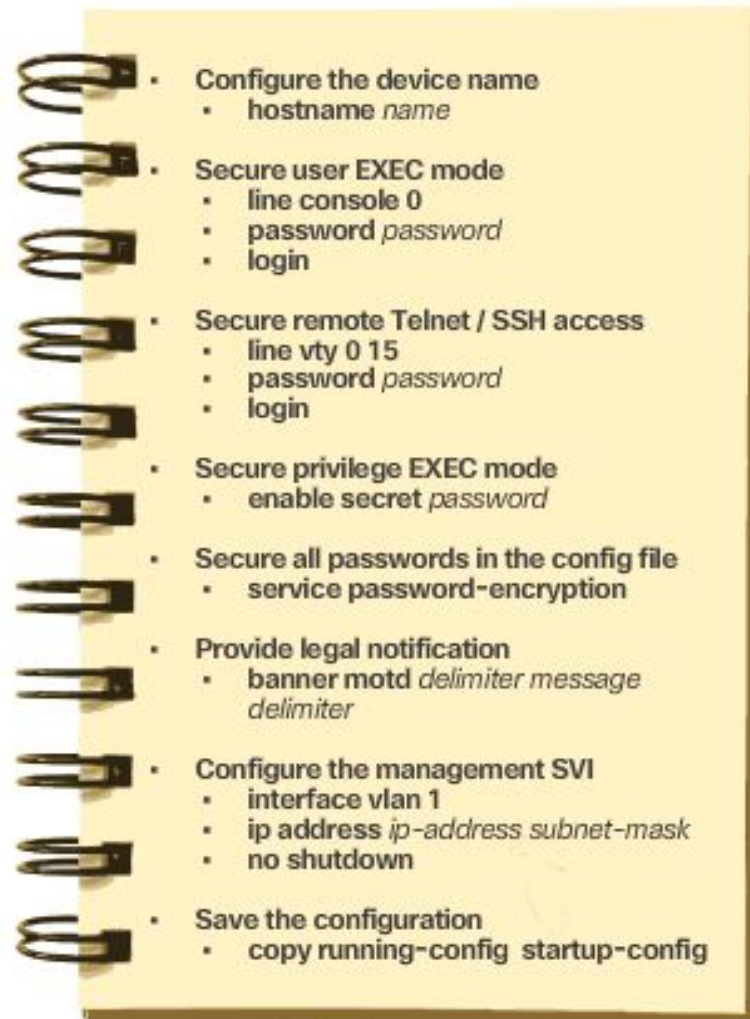 Configure the device name
hostname name
Secure user EXEC mode
line console 0
password password
login
Secure remote Telnet / SSH access
line vty 0 15
password password
login
Secure privilege EXEC mode
enable secret password
Secure all passwords in the config file
service password-encryption
Provide legal notification
banner motd delimiter message
delimiter
Configure the management SVI
interface vlan 1
ip address ip-address subnet-mask
no shutdown
Save the configuration
copy running-config startup-config